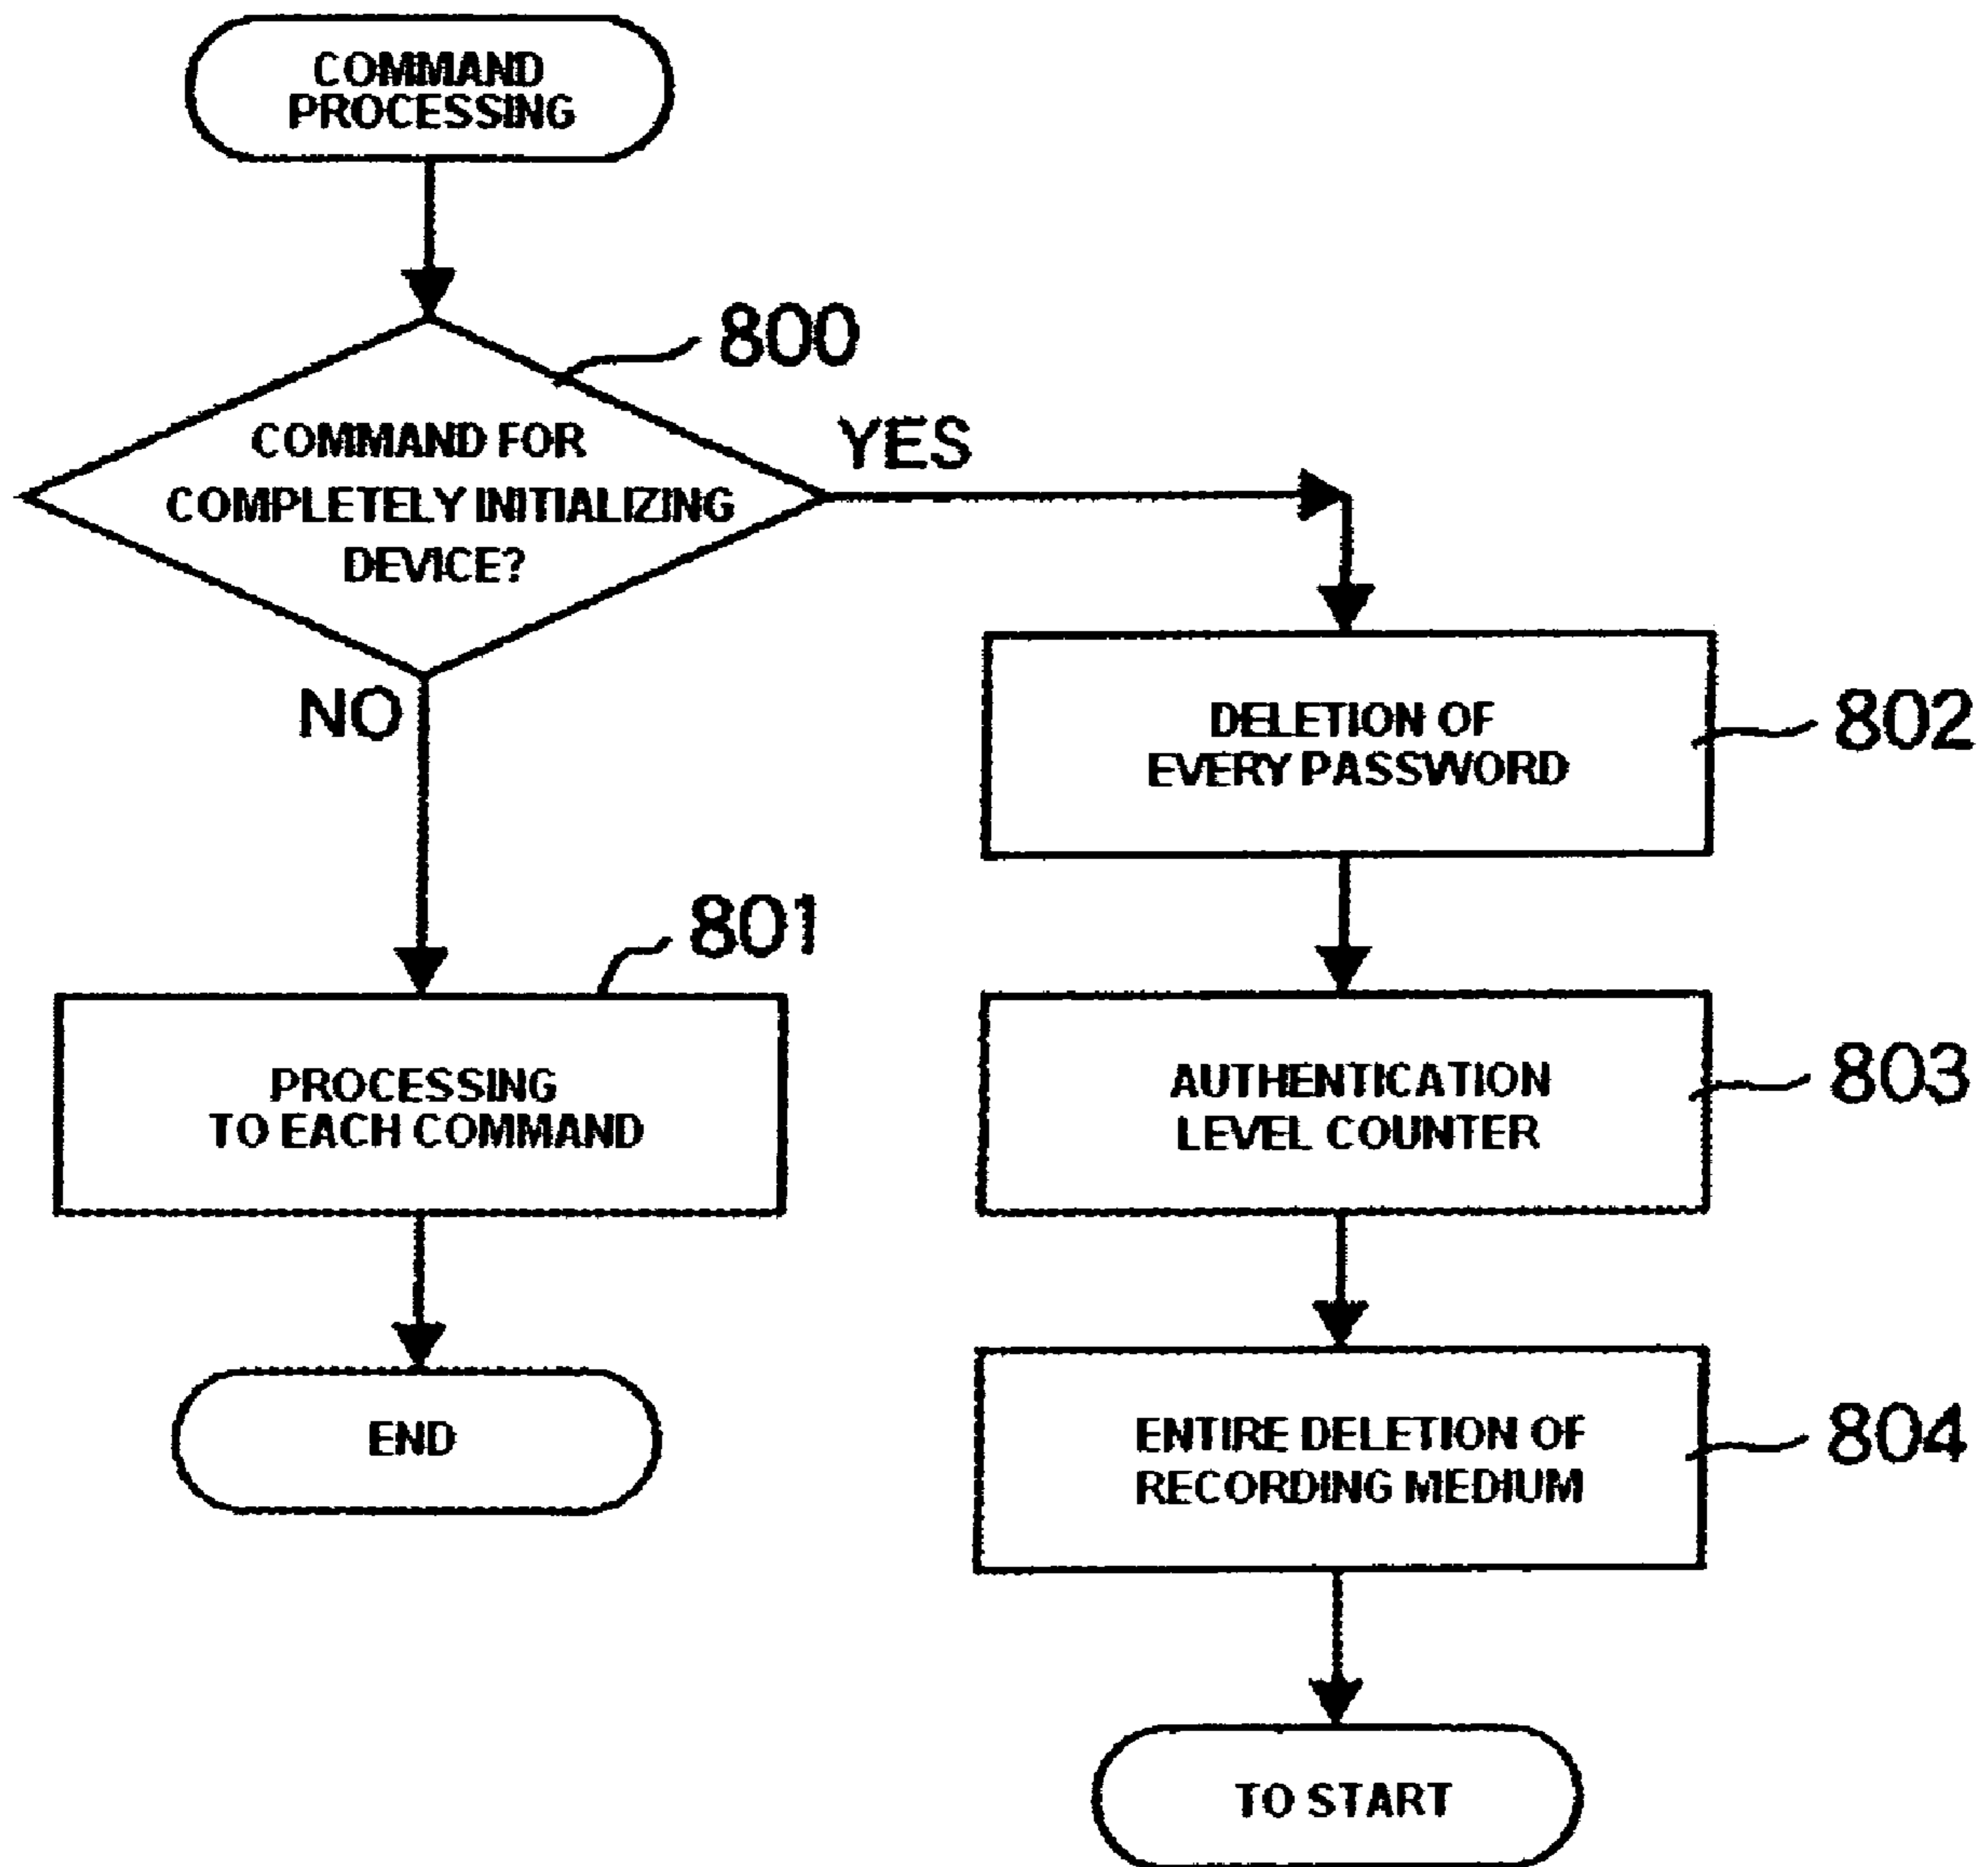 COMMAND
PROCESSING
800
COMMAND FOR
COMPLETELY INITIALIZING
DEVICE?
YES
NO
DELETION OF
EVERY PASSWORD
802
801
PROCESSING
TO EACH COMMAND
AUTHENTICATION
LEVEL COUNTER
803
END
ENTIRE DELETION OF
RECORDING MEDIUM
804
TO START